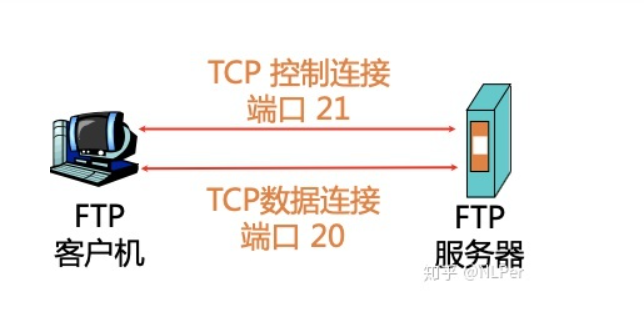 TCP 控制连接
端口 21
TCP数据连接
端口 20
FTP
客户机
FTP
服务器
知乎 @NLPer